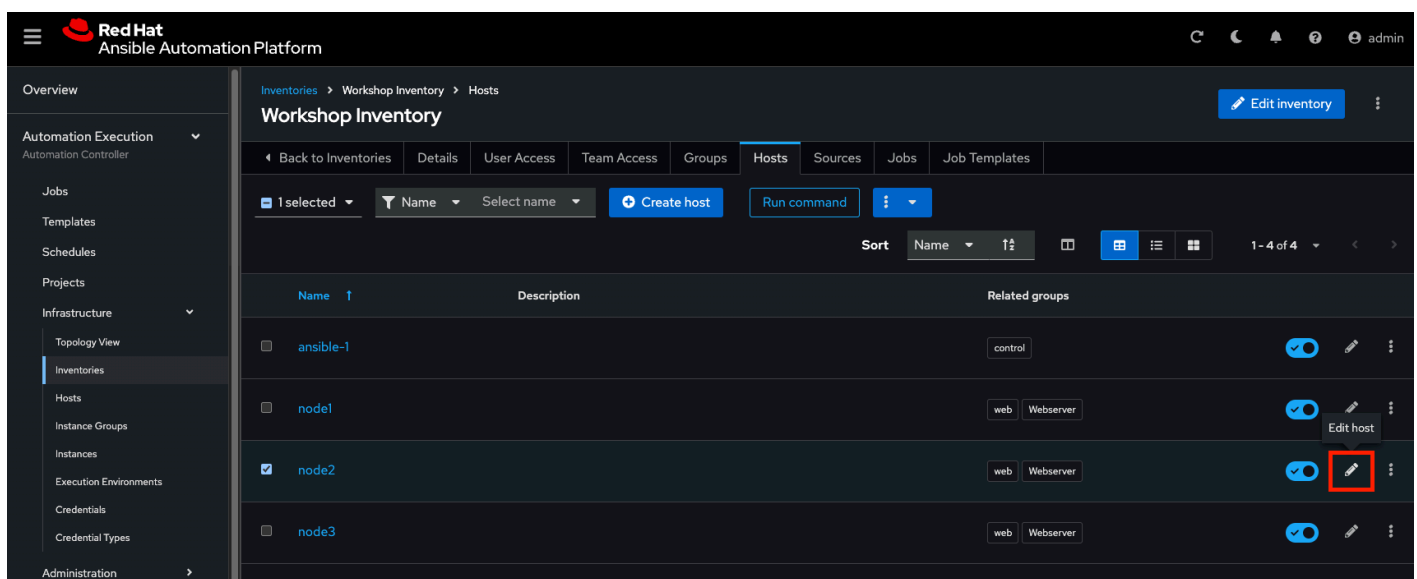 Red Hat
Ansible Automation Platform
admin
Overview
Automation Execution
Automation Controller
Jobs
Templates
Schedules
Projects
Infrastructure
Topology View
Inventories
Hosts
Instance Groups
Instances
Execution Environments
Credentials
Credential Types
Administration
Inventories > Workshop Inventory > Hosts
Workshop Inventory
Edit inventory
Back to Inventories Details User Access Team Access Groups Hosts Sources Jobs Job Templates
1 selected Name Select name Create host Run command
Sort Name 1 - 4 of 4
Name Description Related groups
ansible-1 control
node1 web Webserver
Edit host
node2 web Webserver
node3 web Webserver